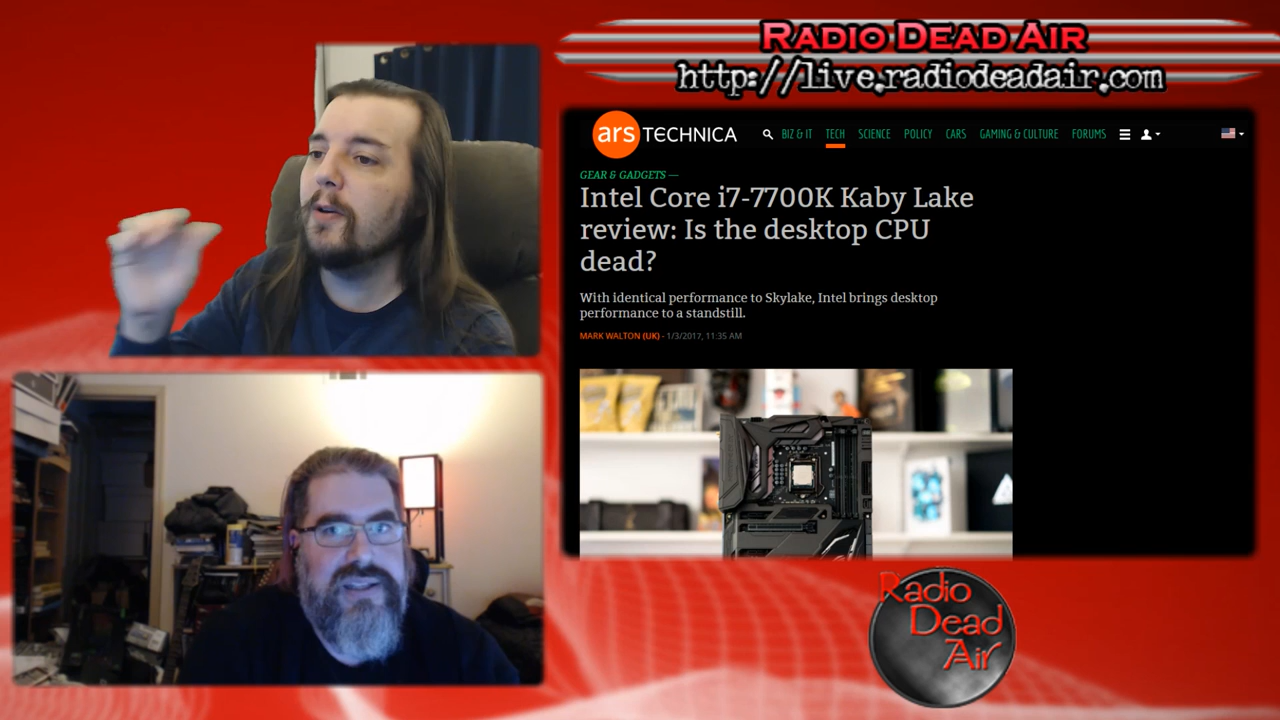 RADIO DEAD AIR
http://live.radiodeadair.com
ars TECHNICA
BIZ & IT TECH SCIENCE POLICY CARS GAMING & CULTURE FORUMS
GEAR & GADGETS —
Intel Core i7-7700K Kaby Lake
review: Is the desktop CPU
dead?
With identical performance to Skylake, Intel brings desktop
performance to a standstill.
MARK WALTON (UK) - 1/3/2017, 11:35 AM
Radio
Dead
Air